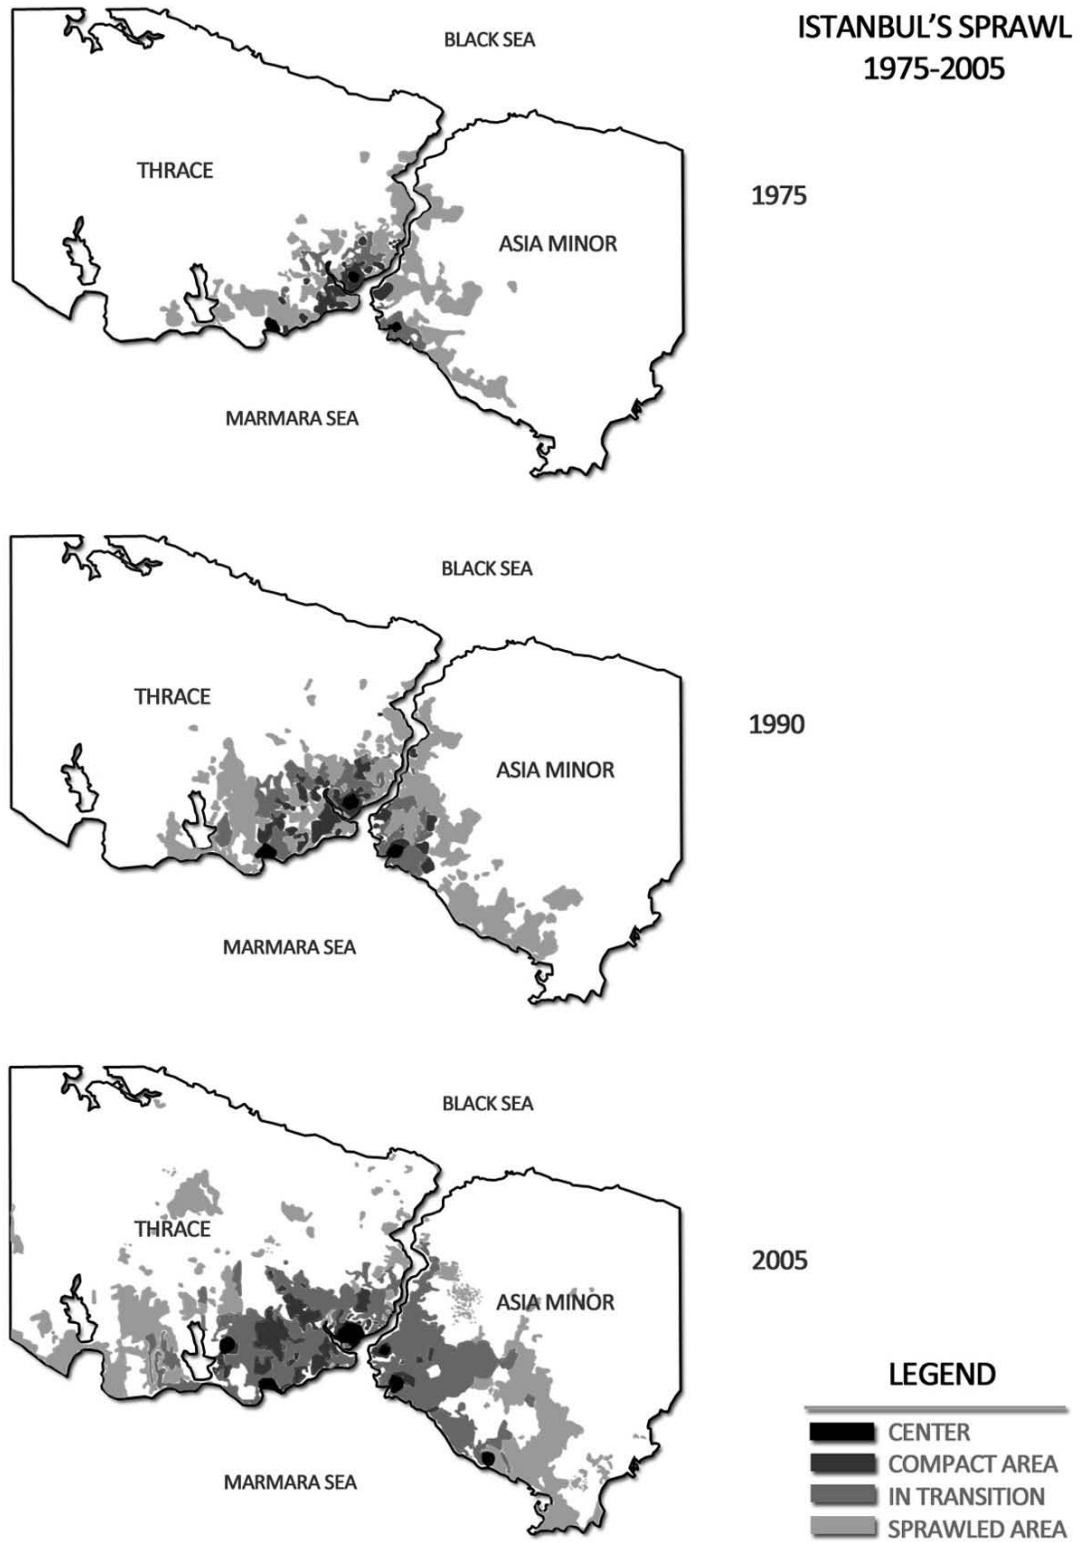 ISTANBUL'S SPRAWL
1975-2005
BLACK SEA
THRACE
1975
ASIA MINOR
MARMARA SEA
BLACK SEA
THRACE
1990
ASIA MINOR
MARMARA SEA
BLACK SEA
THRACE
2005
ASIA MINOR
MARMARA SEA
LEGEND
CENTER
COMPACT AREA
IN TRANSITION
SPRAWLED AREA